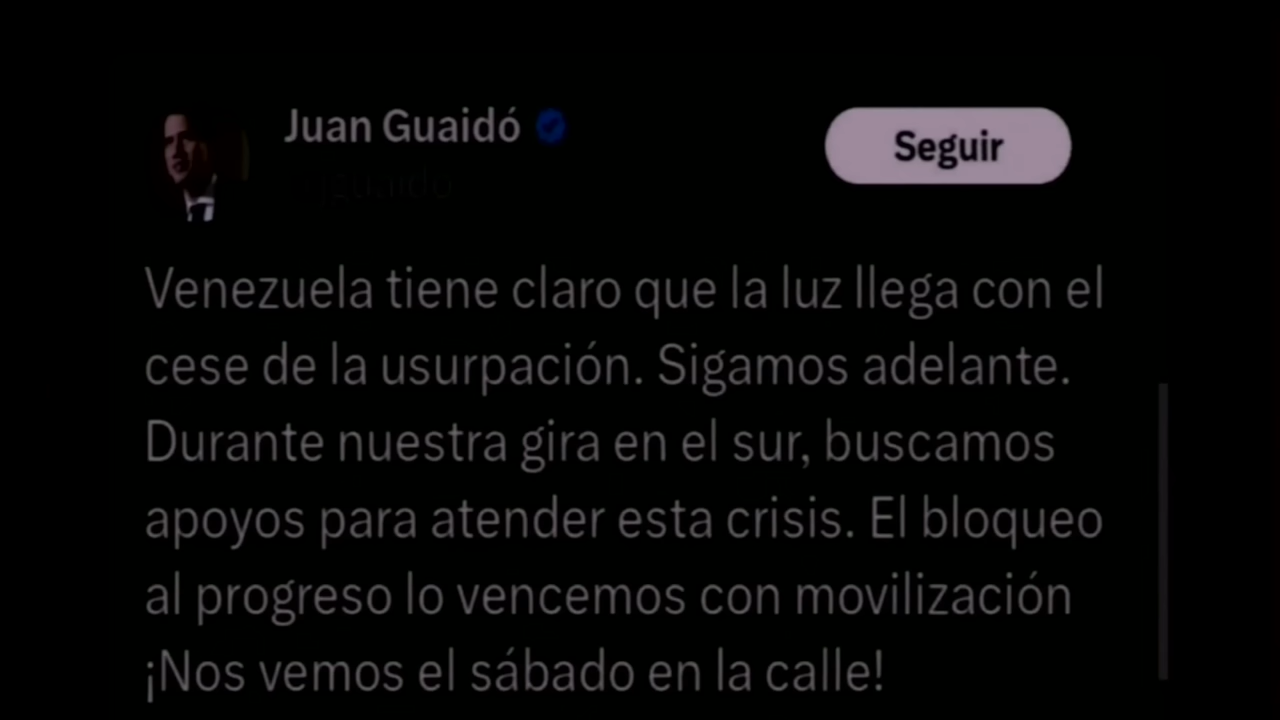 Juan Guaidó
Seguir
@jguaido
Venezuela tiene claro que la luz llega con el
cese de la usurpación. Sigamos adelante.
Durante nuestra gira en el sur, buscamos
apoyos para atender esta crisis. El bloqueo
al progreso lo vencemos con movilización
¡Nos vemos el sábado en la calle!